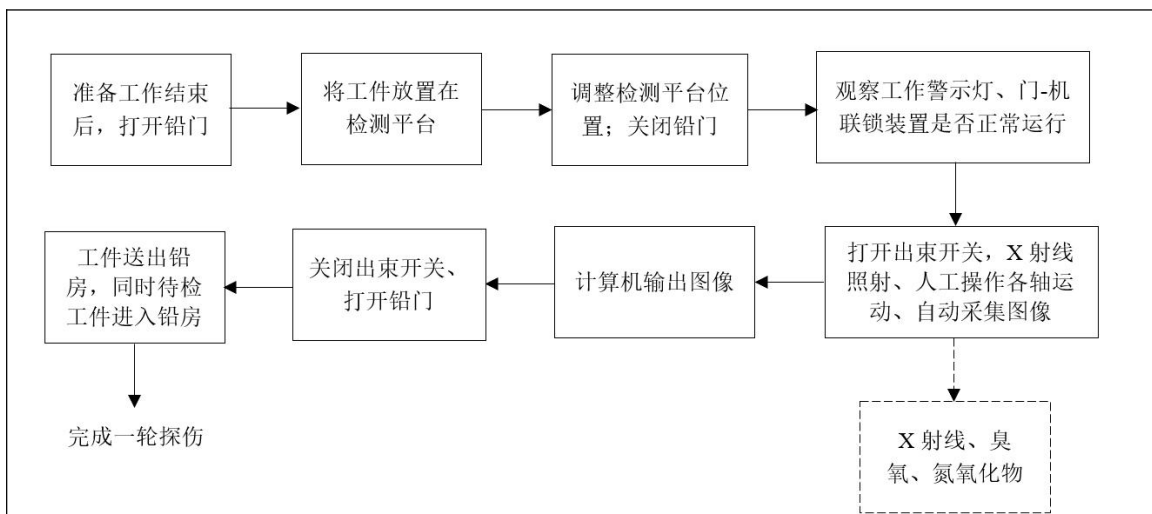 准备工作结束
后，打开铅门
将工件放置在
检测平台
调整检测平台位
置；关闭铅门
观察工作警示灯、门-机
联锁装置是否正常运行
打开出束开关，X 射线
照射、人工操作各轴运
动、自动采集图像
计算机输出图像
关闭出束开关、
打开铅门
工件送出铅
房，同时待检
工件进入铅房
完成一轮探伤
X 射线、臭
氧、氮氧化物